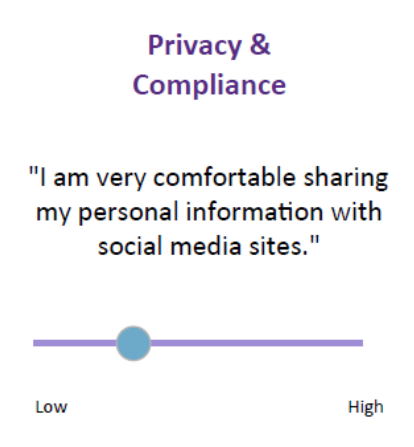 Privacy &
Compliance
"I am very comfortable sharing
my personal information with
social media sites."
Low High